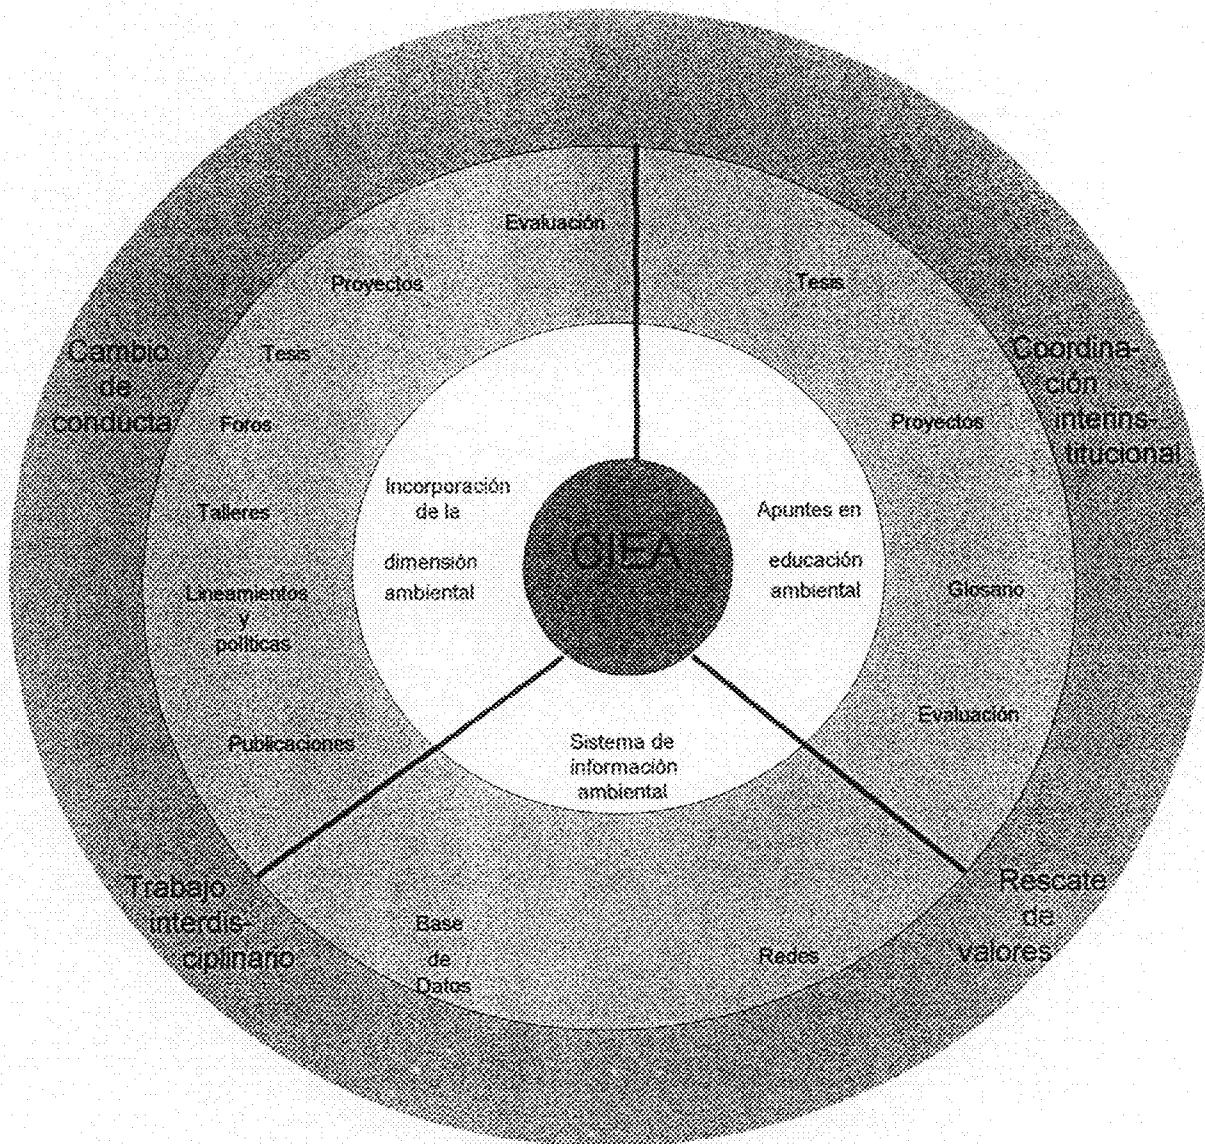 Evaluación
Proyectos
Tesis
Foros
Talleres
Lineamientos
y
políticas
Publicaciones
Tesis
Proyectos
Glosario
Evaluación
Base
de
Datos
Redes
Incorporación
de la
dimensión
ambiental
Apuntes en
educación
ambiental
Sistema de
información
ambiental
CIEA
Cambio
de
conducta
Coordina-
ción
interins-
titucional
Trabajo
interdis-
ciplinario
Rescate
de
valores